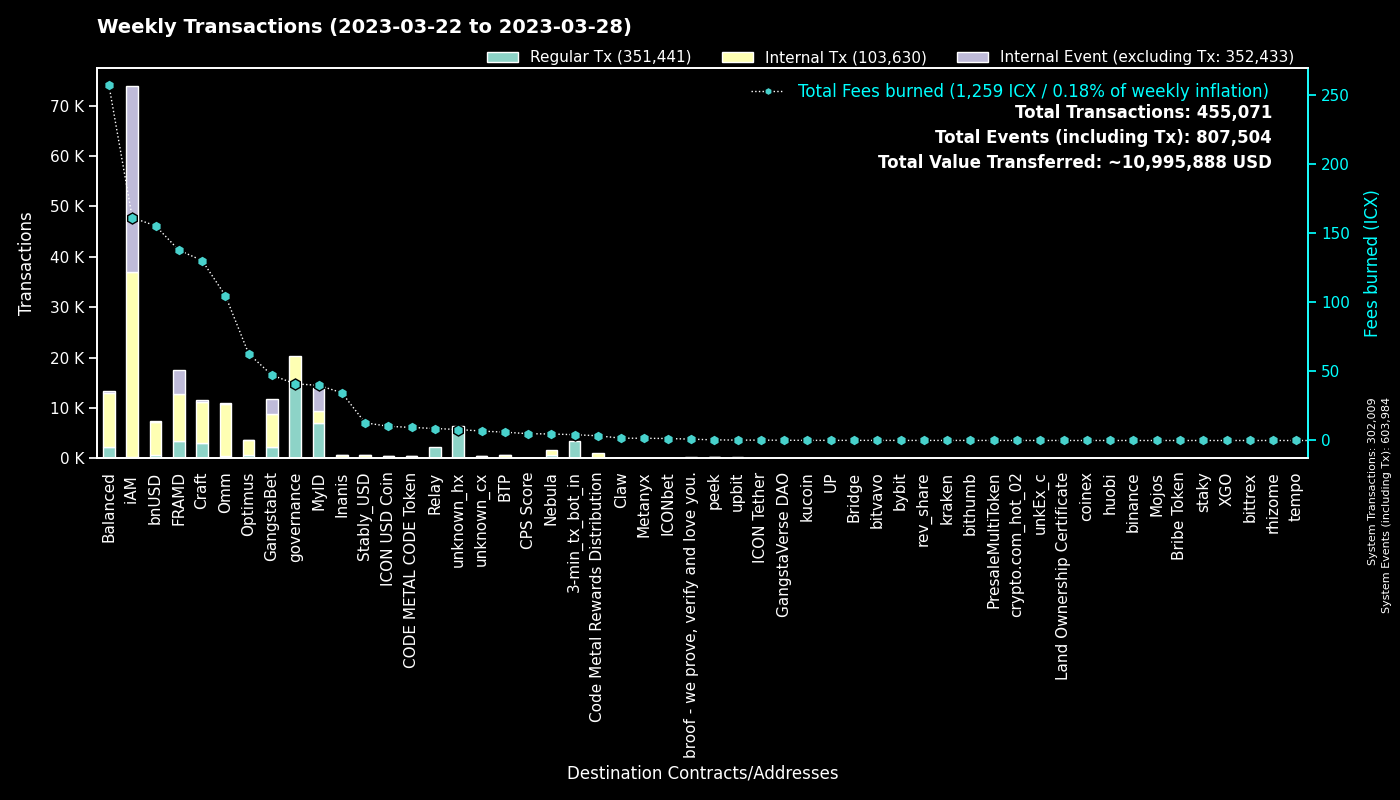 Weekly Transactions (2023-03-22 to 2023-03-28)
Regular Tx (351,441)
Internal Tx (103,630)
Internal Event (excluding Tx: 352,433)
Total Fees burned (1,259 ICX / 0.18% of weekly inflation)
Total Transactions: 455,071
Total Events (including Tx): 807,504
Total Value Transferred: ~10,995,888 USD
Transactions
70 K
60 K
50 K
40 K
30 K
20 K
10 K
0 K
250
200
150
100
50
0
Fees burned (ICX)
Balanced
iAM
bnUSD
FRAMD
Craft
Omm
Optimus
GangstaBet
governance
MyID
Inanis
Stably_USD
ICON USD Coin
CODE METAL CODE Token
Relay
unknown_hx
unknown_cx
BTP
CPS Score
Nebula
3-min_tx_bot_in
Code Metal Rewards Distribution
Claw
Metanyx
ICONbet
broof - we prove, verify and love you.
peek
upbit
ICON Tether
GangstaVerse DAO
kucoin
UP
Bridge
bitvavo
bybit
rev_share
kraken
bithumb
PresaleMultiToken
crypto.com_hot_02
unkEx_c
Land Ownership Certificate
coinex
huobi
binance
Mojos
Bribe Token
staky
XGO
bittrex
rhizome
tempo
Destination Contracts/Addresses
System Transactions: 302,009
System Events (including Tx): 603,984